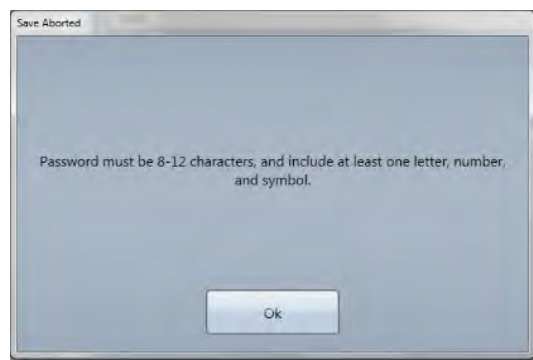 Save Aborted
Password must be 8-12 characters, and include at least one letter, number,
and symbol.
Ok